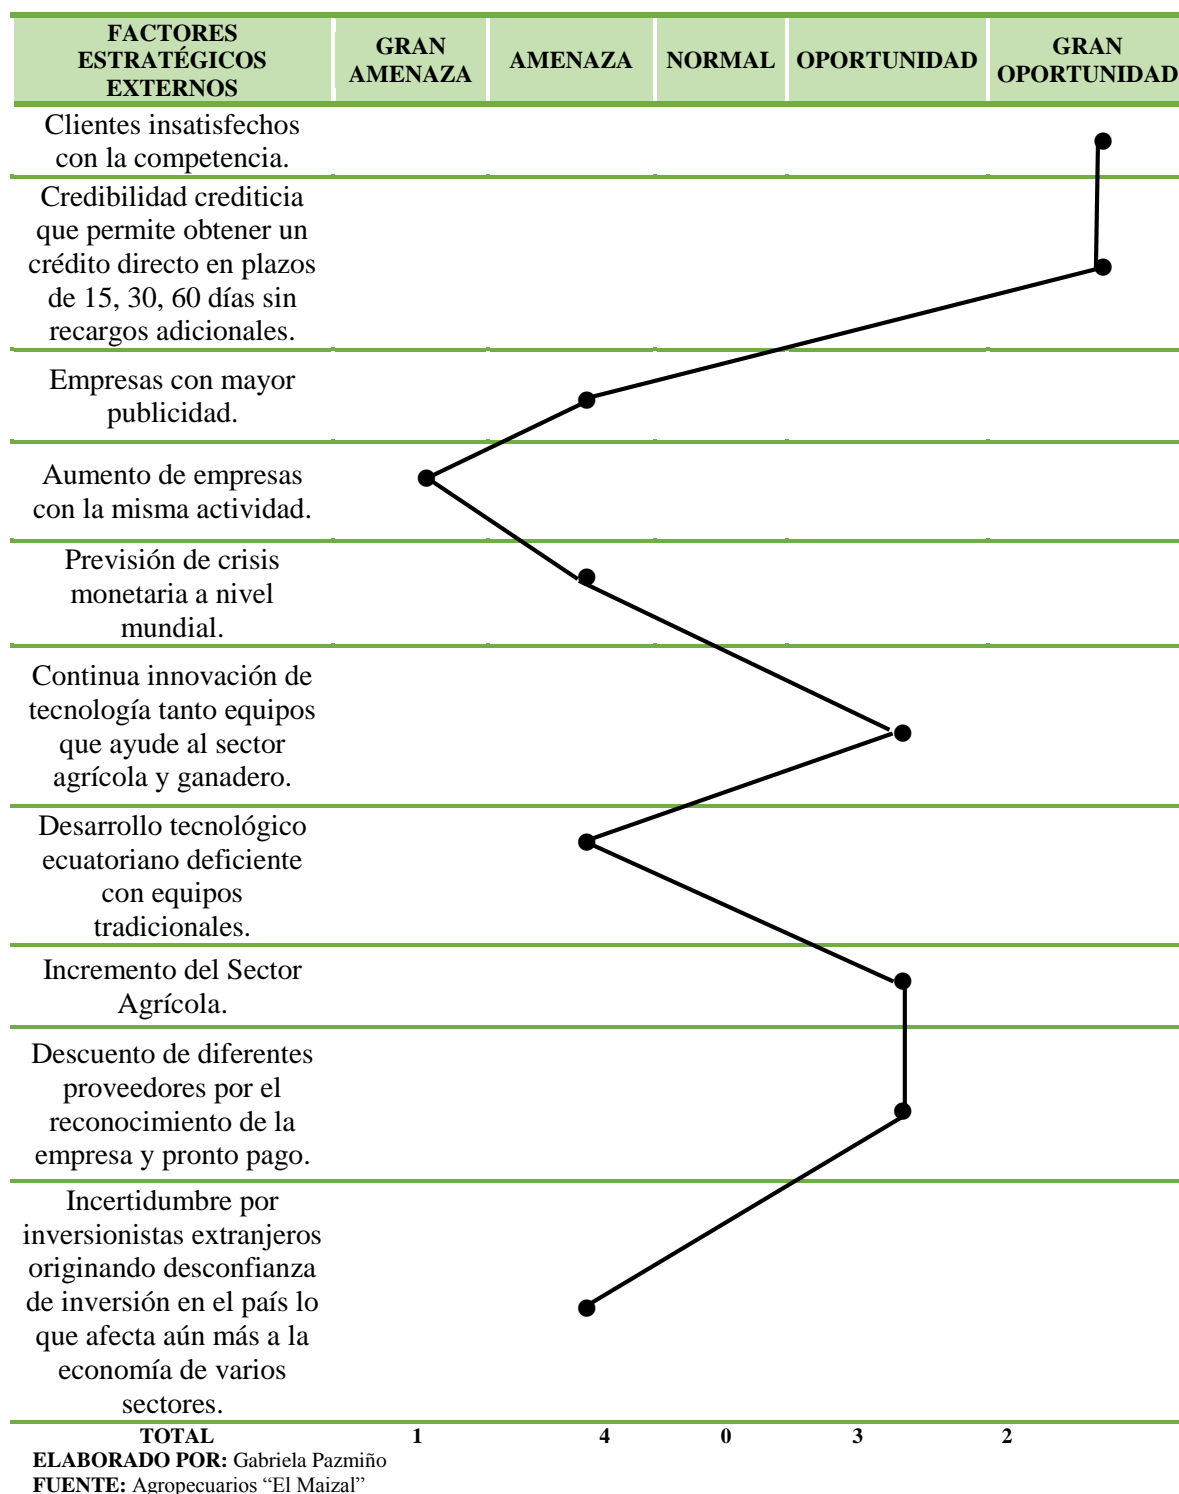 FACTORES
ESTRATÉGICOS
EXTERNOS
GRAN
AMENAZA
AMENAZA
NORMAL
OPORTUNIDAD
GRAN
OPORTUNIDAD
Clientes insatisfechos
con la competencia.
Credibilidad crediticia
que permite obtener un
crédito directo en plazos
de 15, 30, 60 días sin
recargos adicionales.
Empresas con mayor
publicidad.
Aumento de empresas
con la misma actividad.
Previsión de crisis
monetaria a nivel
mundial.
Continua innovación de
tecnología tanto equipos
que ayude al sector
agrícola y ganadero.
Desarrollo tecnológico
ecuatoriano deficiente
con equipos
tradicionales.
Incremento del Sector
Agrícola.
Descuento de diferentes
proveedores por el
reconocimiento de la
empresa y pronto pago.
Incertidumbre por
inversionistas extranjeros
originando desconfianza
de inversión en el país lo
que afecta aún más a la
economía de varios
sectores.
TOTAL 1 4 0 3 2
ELABORADO POR: Gabriela Pazmiño
FUENTE: Agropecuarios “El Maizal”